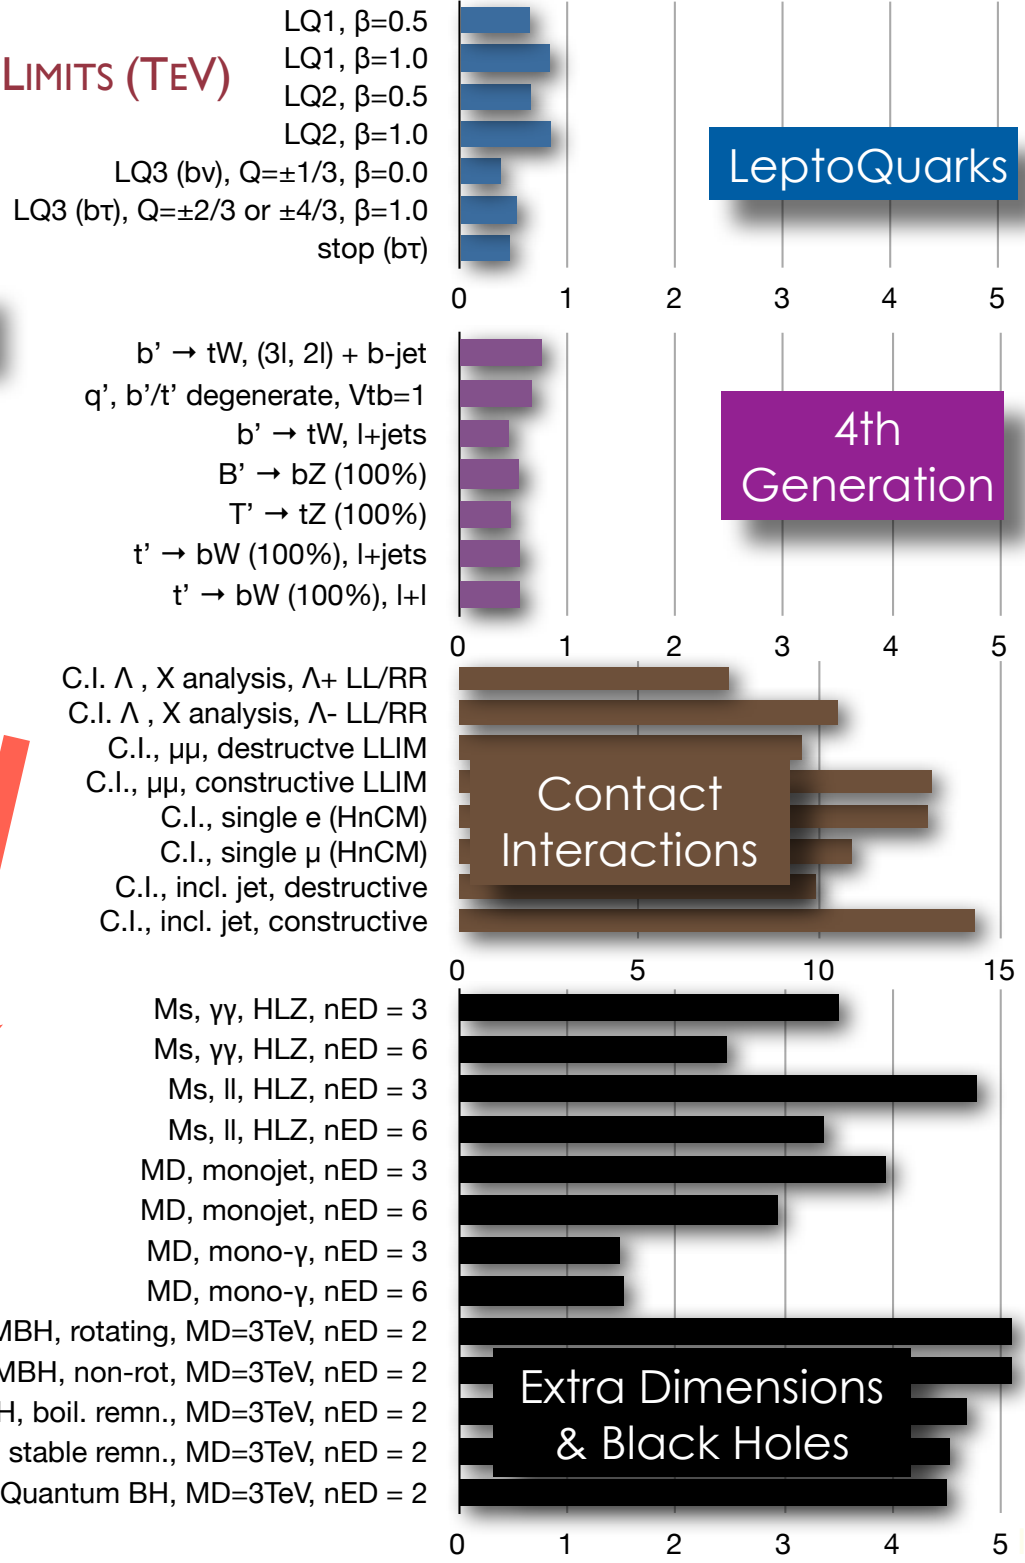 LQ1, β=0.5
LQ1, β=1.0
LIMITS (TEV)
LQ2, β=0.5
LQ2, β=1.0
LQ3 (bν), Q=±1/3, β=0.0
LQ3 (bτ), Q=±2/3 or ±4/3, β=1.0
stop (bτ)
LeptoQuarks
0 1 2 3 4 5
b’ → tW, (3l, 2l) + b-jet
q’, b’/t’ degenerate, Vtb=1
b’ → tW, l+jets
B’ → bZ (100%)
T’ → tZ (100%)
t’ → bW (100%), l+jets
t’ → bW (100%), l+l
4th
Generation
0 1 2 3 4 5
C.I. Λ , X analysis, Λ+ LL/RR
C.I. Λ , X analysis, Λ- LL/RR
C.I., μμ, destructve LLIM
C.I., μμ, constructive LLIM
C.I., single e (HnCM)
C.I., single μ (HnCM)
C.I., incl. jet, destructive
C.I., incl. jet, constructive
Contact
Interactions
0 5 10 15
Ms, γγ, HLZ, nED = 3
Ms, γγ, HLZ, nED = 6
Ms, ll, HLZ, nED = 3
Ms, ll, HLZ, nED = 6
MD, monojet, nED = 3
MD, monojet, nED = 6
MD, mono-γ, nED = 3
MD, mono-γ, nED = 6
MBH, rotating, MD=3TeV, nED = 2
MBH, non-rot, MD=3TeV, nED = 2
H, boil. remn., MD=3TeV, nED = 2
stable remn., MD=3TeV, nED = 2
Quantum BH, MD=3TeV, nED = 2
Extra Dimensions
& Black Holes
0 1 2 3 4 5